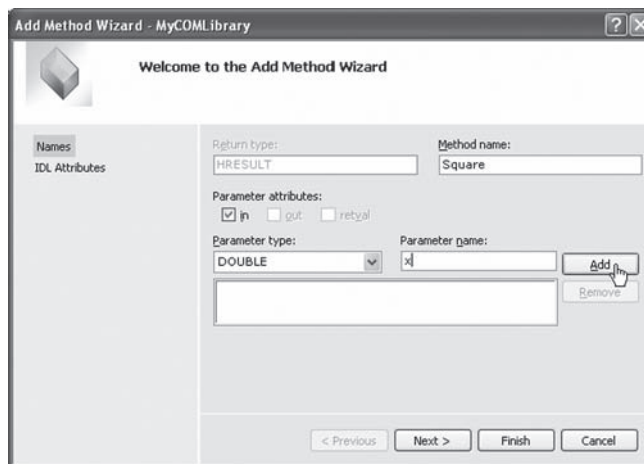 Add Method Wizard - MyCOMLibrary
Welcome to the Add Method Wizard
Names
IDL Attributes
Return type:
Method name:
HRESULT
Square
Parameter attributes:
in
out
retval
Parameter type:
Parameter name:
DOUBLE
x
Add
Remove
< Previous
Next >
Finish
Cancel